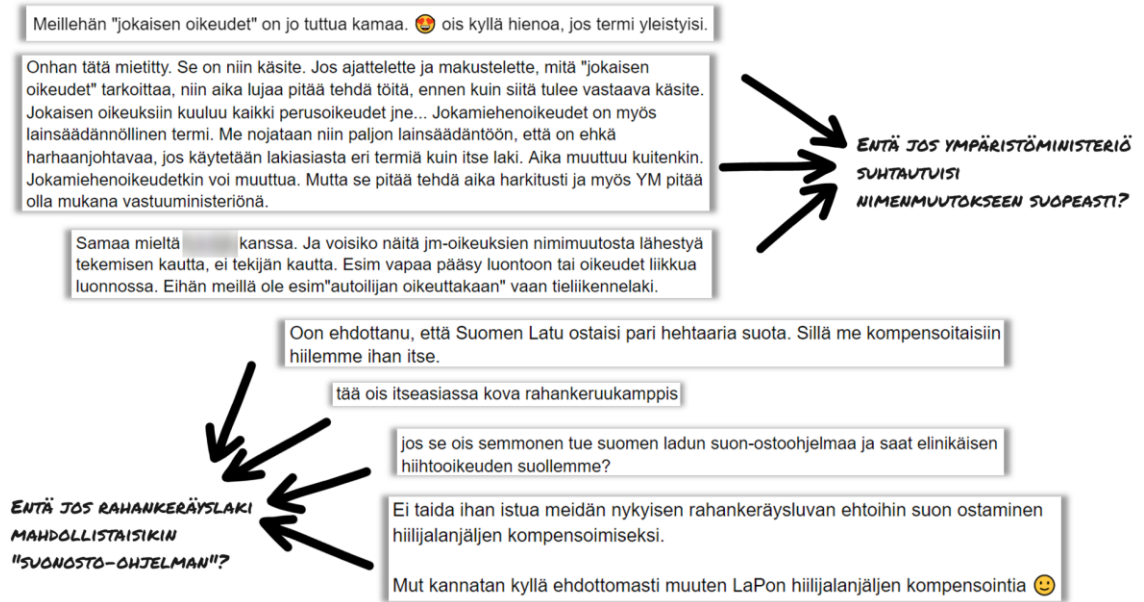 Meillehän "jokaisen oikeudet" on jo tuttua kamaa. 😍 ois kyllä hienoa, jos termi yleistyisi.
Onhan tätä mietitty. Se on niin käsite. Jos ajattelette ja makustelette, mitä "jokaisen
oikeudet" tarkoittaa, niin aika lujaa pitää tehdä töitä, ennen kuin siitä tulee vastaava käsite.
Jokaisen oikeuksiin kuuluu kaikki perusoikeudet jne... Jokamiehenoikeudet on myös
lainsäädännöllinen termi. Me nojataan niin paljon lainsäädäntöön, että on ehkä
harhaanjohtavaa, jos käytetään lakiasiasta eri termiä kuin itse laki. Aika muuttuu kuitenkin.
Jokamiehenoikeudetkin voi muuttua. Mutta se pitää tehdä aika harkitusti ja myös YM pitää
olla mukana vastuuministeriönä.
ENTÄ JOS YMPÄRISTÖMINISTERIÖ
SUHTAUTUISI
NIMENMUUTOKSEEN SUOPEASTI?
Samaa mieltä kanssa. Ja voisiko näitä jm-oikeuksien nimimuutosta lähestyä
tekemisen kautta, ei tekijän kautta. Esim vapaa pääsy luontoon tai oikeudet liikkua
luonnossa. Eihän meillä ole esim"autoilijan oikeuttakaan" vaan tieliikennelaki.
Oon ehdottanu, että Suomen Latu ostaisi pari hehtaaria suota. Sillä me kompensoitaisiin
hiilemme ihan itse.
tää ois itseasiassa kova rahankeruukamppis
jos se ois semmonen tue suomen ladun suon-ostoohjelmaa ja saat elinikäisen
hiihtooikeuden suollemme?
ENTÄ JOS RAHANKERÄYSLAKI
MAHDOLLISTAISIKIN
"SUONOSTO-OHJELMAN"?
Ei taida ihan istua meidän nykyisen rahankeräysluvan ehtoihin suon ostaminen
hiilijalanjäljen kompensoimiseksi.
Mut kannatan kyllä ehdottomasti muuten LaPon hiilijalanjäljen kompensointia 🙂